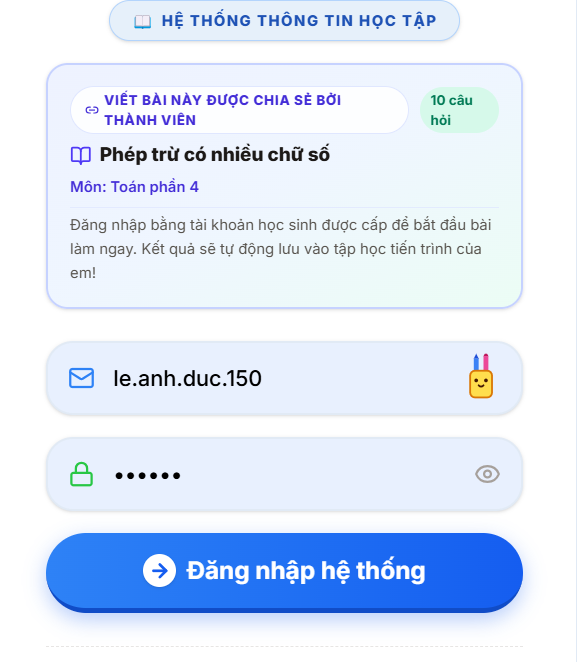 HỆ THỐNG THÔNG TIN HỌC TẬP
VIẾT BÀI NÀY ĐƯỢC CHIA SẺ BỞI
THÀNH VIÊN
10 câu
hỏi
Phép trừ có nhiều chữ số
Môn: Toán phần 4
Đăng nhập bằng tài khoản học sinh được cấp để bắt đầu bài
làm ngay. Kết quả sẽ tự động lưu vào tập học tiến trình của
em!
le.anh.duc.150
••••••
Đăng nhập hệ thống